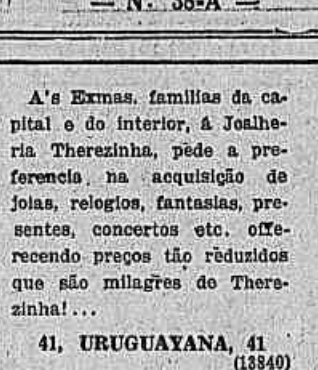 — N. 38-A —
A's Exmas. familias da ca-
pital e do interior, á Joalhe-
ria Therezinha, pede a pre-
ferencia na acquisição de
joias, relogios, fantasias, pre-
sentes, concertos etc. offe-
recendo preços tão reduzidos
que são milagres de There-
zinha!...
41, URUGUAYANA, 41
(13840)